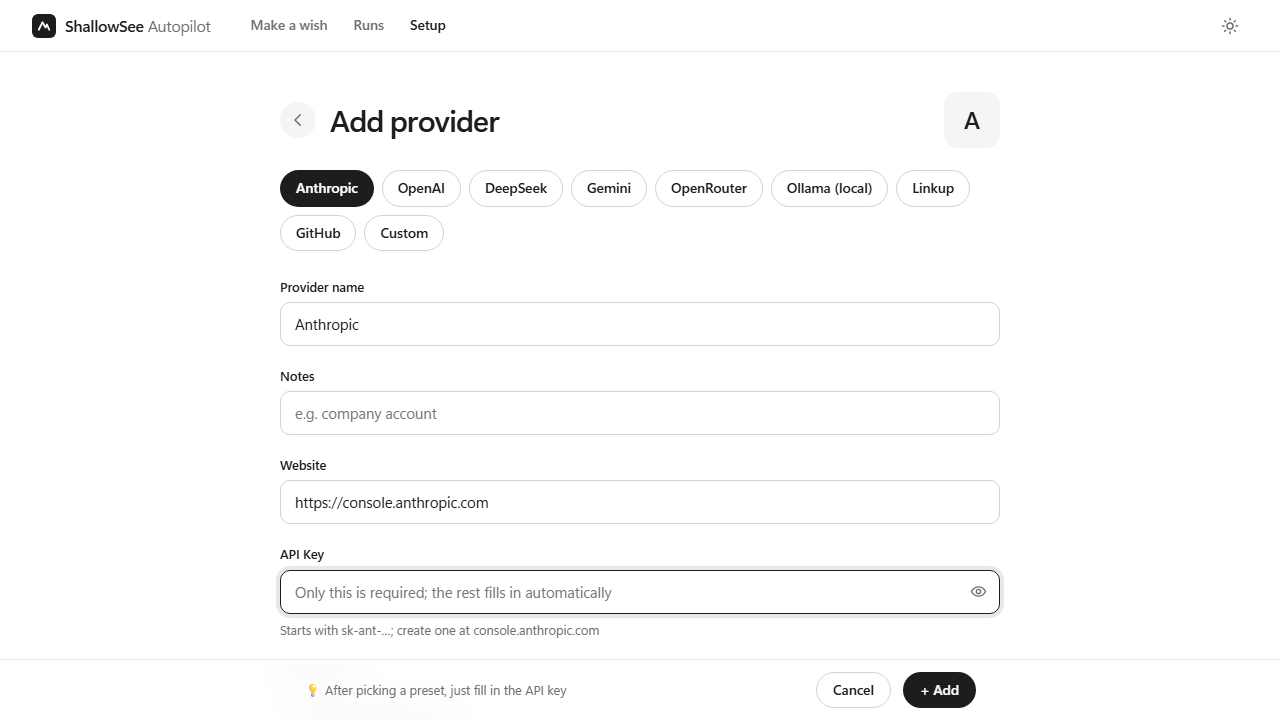 ShallowSee Autopilot Make a wish Runs Setup
Add provider
A
Anthropic OpenAI DeepSeek Gemini OpenRouter Ollama (local) Linkup
GitHub Custom
Provider name
Anthropic
Notes
e.g. company account
Website
https://console.anthropic.com
API Key
Only this is required; the rest fills in automatically
Starts with sk-ant-...; create one at console.anthropic.com
💡 After picking a preset, just fill in the API key
Cancel + Add